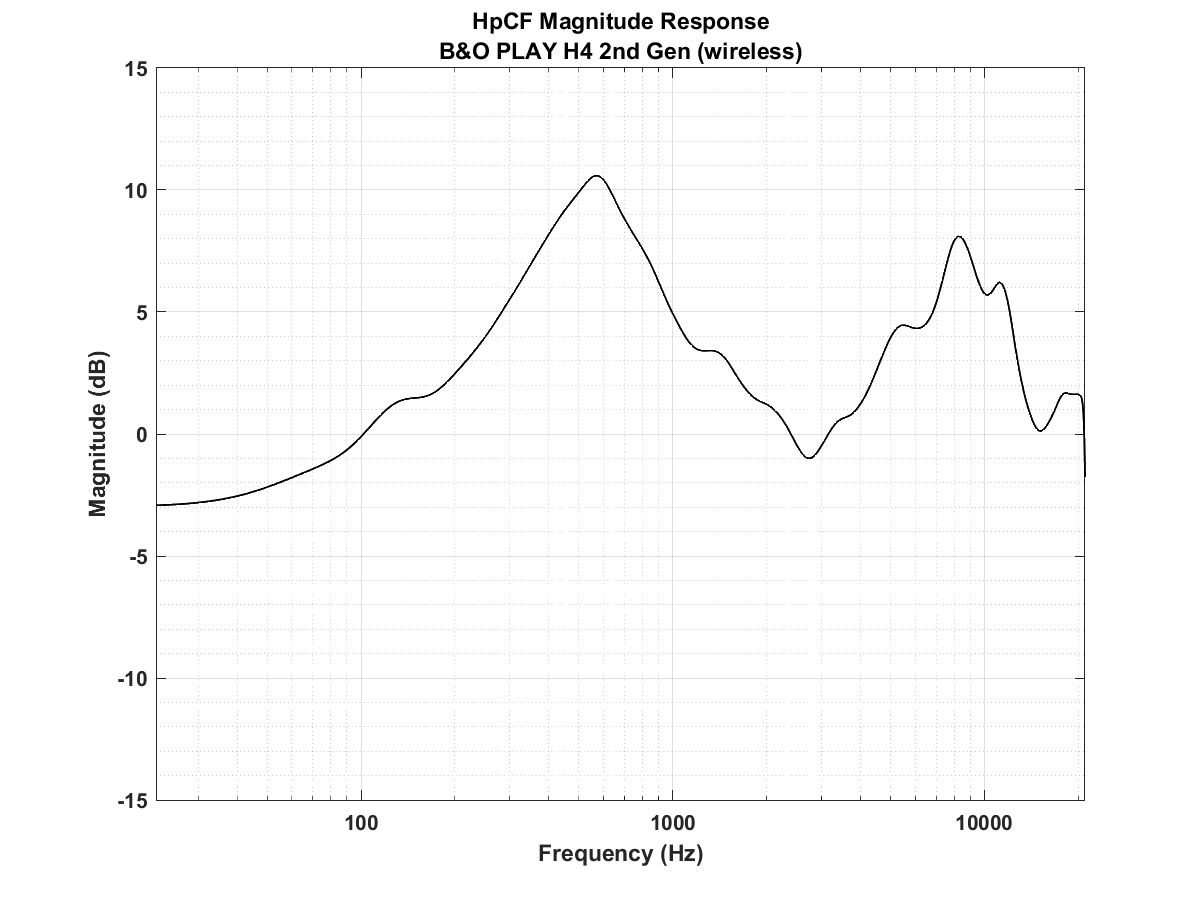 HpCF Magnitude Response
B&O PLAY H4 2nd Gen (wireless)
15
10
5
0
-5
-10
-15
Magnitude (dB)
100
1000
10000
Frequency (Hz)